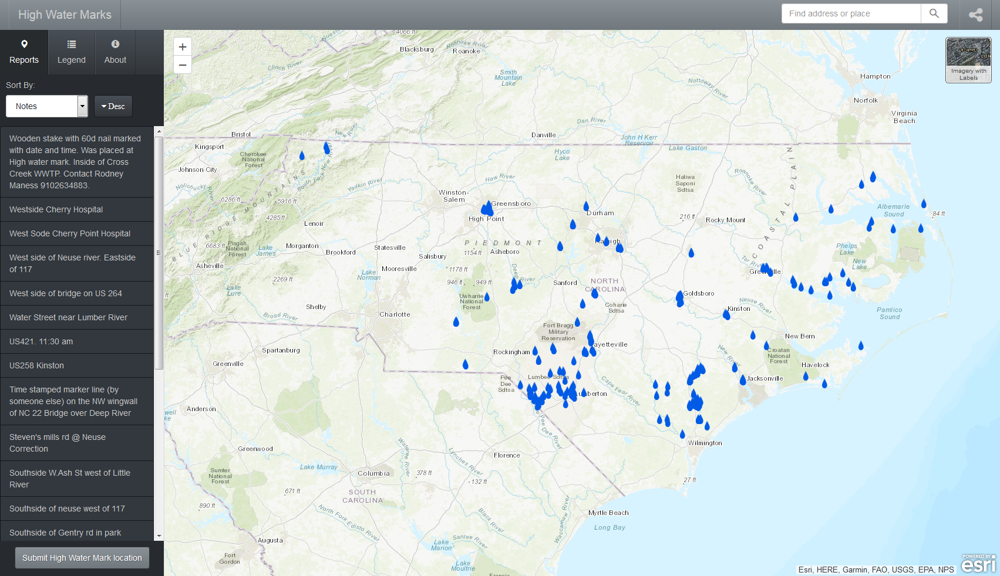 High Water Marks
Find address or place
Reports
Legend
About
Sort By:
Notes
Desc
Wooden stake with 60d nail marked
with date and time. Was placed at
High water mark. Inside of Cross
Creek WWTP. Contact Rodney
Maness 9102634883.
Westside Cherry Hospital
West Sode Cherry Point Hospital
West side of Neuse river. Eastside
of 117
West side of bridge on US 264
Water Street near Lumber River
US421. 11:30 am
US258 Kinston
Time stamped marker line (by
someone else) on the NW wingwall
of NC 22 Bridge over Deep River
Steven's mills rd @ Neuse
Correction
Southside W.Ash St west of Little
River
Southside of neuse west of 117
Southside of Gentry rd in park
Submit High Water Mark location
+
−
Imagery with
Labels
4066 ft
Blacksburg
Roanoke River
Roanoke
Clinch River
Smith
Mountain
Lake
Nottoway River
Hampton
Norfolk
Virginia
Beach
Dan River
Bristol
New River
Danville
John H Kerr
Reservoir
Lake Gaston
Kingsport
Cherokee
National
Forest
Hyco
Lake
Johnson City
South Fork New River
Nolichucky River
Yadkin River
Haw River
Haliwa
Saponi
Sdtsa
Roanoke River
COASTAL PLAIN
6286 ft
5916 ft
Winston-
Salem
Greensboro
High Point
Durham
Albemarle
Sound
84 ft
4285 ft
Lenoir
216 ft
Rocky Mount
BLUE RIDGE MOUNTAINS
6683 ft
Pisgah
National
Forest
Lake
James
Morganton
Brookford
Statesville
PIEDMONT
1154 ft
Asheboro
Salisbury
Phelps
Lake
New
Lake
Tar River
Asheville
Lake
Norman
Mooresville
1178 ft
Deep River
2269 ft
946 ft
949 ft
Sanford
NORTH
CAROLINA
Lake
Lure
Uwharrie
National
Forest
Goldsboro
Neuse River
Coharie
Sdtsa
Kinston
Pamlico
Sound
Shelby
Charlotte
Broad River
Fort Bragg
Military
Reservation
New Bern
Spartanburg
Rockingham
New River
Croatan
National
Forest
Greenville
Havelock
Pee
Dee
Sdtsa
Jacksonville
Cape Fear River
Anderson
Pee Dee River
Wateree River
Wilmington
Greenwood
Lynches River
Florence
Lake Murray
Sumter
National
Forest
Columbia
378 ft
132 ft
27 ft
671 ft
SOUTH
CAROLINA
890 ft
North Fork Edisto River
Black River
Waccamaw River
Myrtle Beach
Long Bay
Augusta
Santee River
Lake
Marion
Fort
Gordon
Lake
Moultrie
Francis
Esri, HERE, Garmin, FAO, USGS, EPA, NPS
POWERED BY
esri